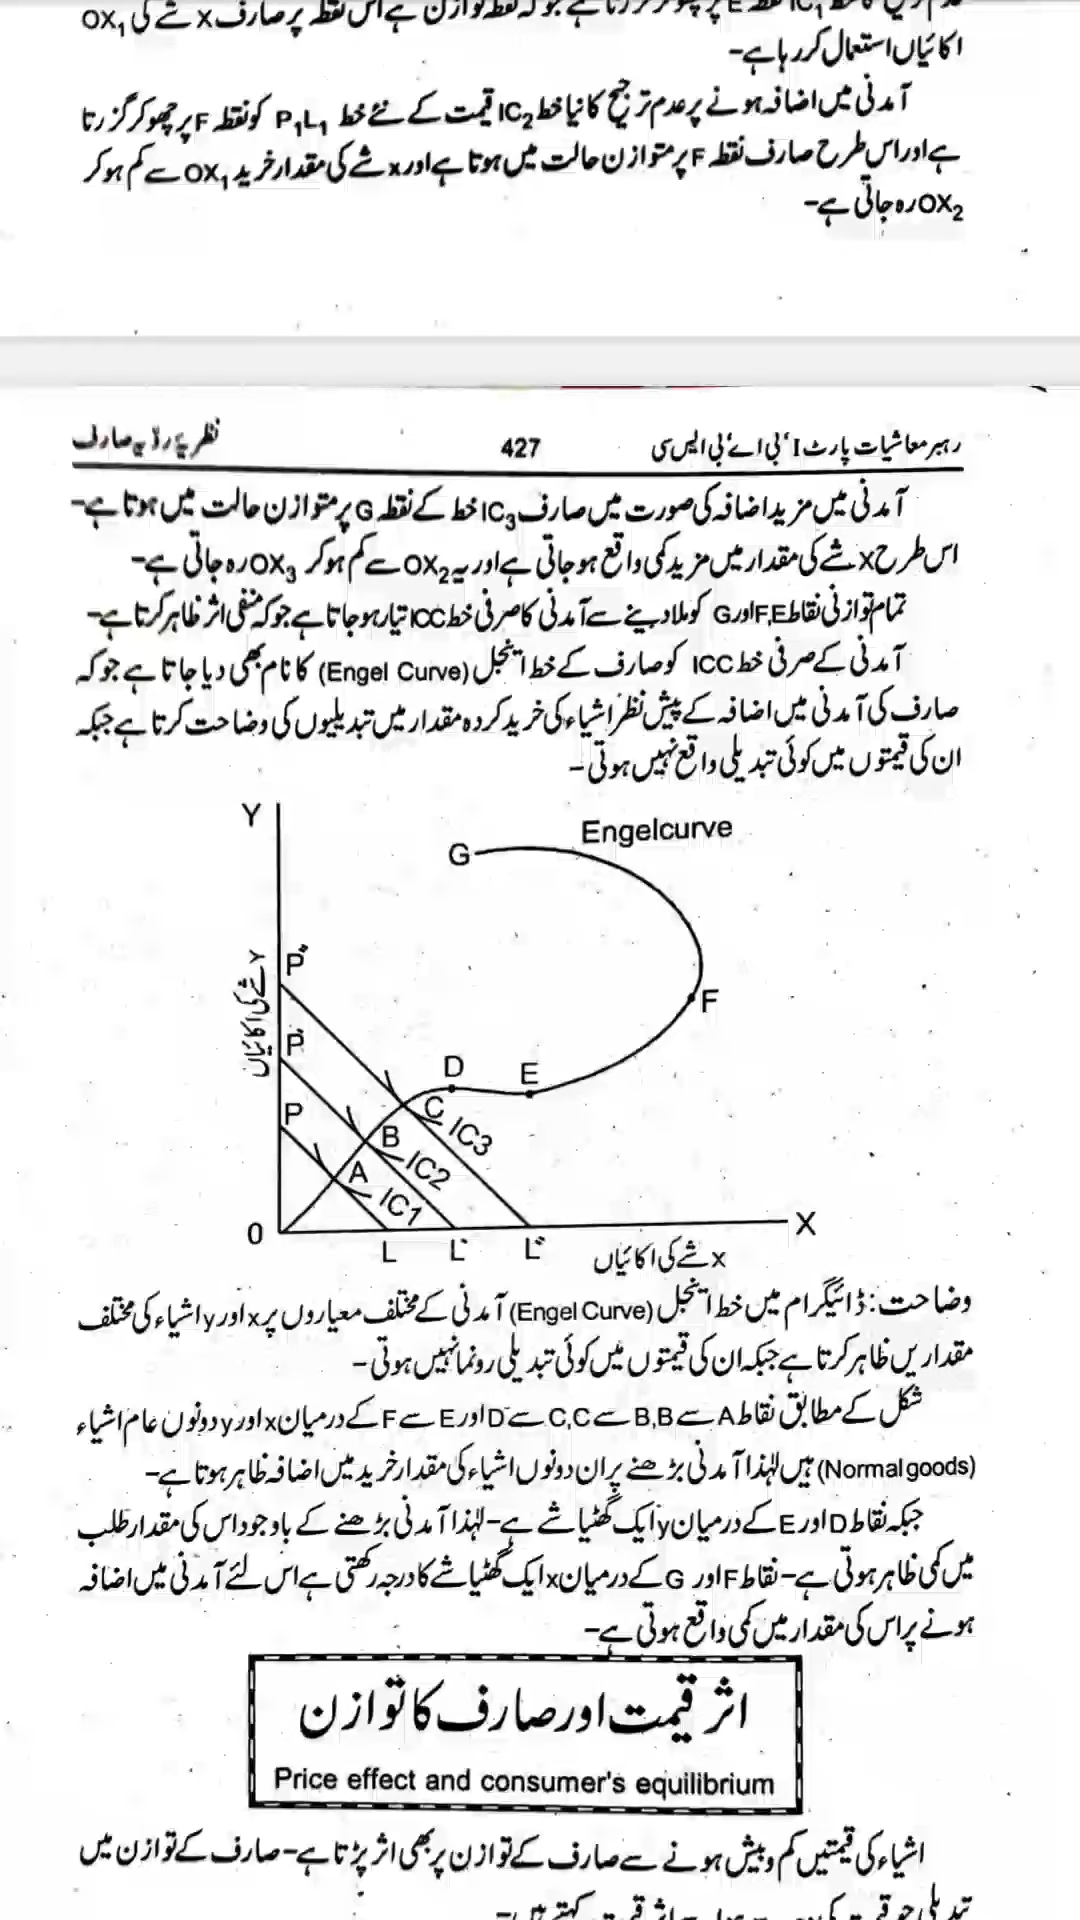 اکائیاں استعمال کر رہا ہے-
آمدنی میں اضافہ ہونے پر عدم ترجیح کا نیا خط IC₂ قیمت کے نئے خط P₁L₁ کو نقطہ F پر چھو کر گزرتا
ہے اور اس طرح صارف نقطہ F پر متوازن حالت میں ہوتا ہے اور x شے کی مقدار خرید OX₁ سے کم ہو کر
OX₂ رہ جاتی ہے-
رہبر معاشیات پارٹ I، بی اے، بی ایس سی 427 نظریۂ رویہ صارف
آمدنی میں مزید اضافہ کی صورت میں صارف IC₃ خط کے نقطہ G پر متوازن حالت میں ہوتا ہے-
اس طرح x شے کی مقدار میں مزید کمی واقع ہو جاتی ہے اور یہ OX₂ سے کم ہو کر OX₃ رہ جاتی ہے-
تمام توازنی نقاط F,E اور G کو ملا دینے سے آمدنی کا صرفی خط ICC تیار ہو جاتا ہے جو کہ منفی اثر ظاہر کرتا ہے-
آمدنی کے صرفی خط ICC کو صارف کے خط اینجل (Engel Curve) کا نام بھی دیا جاتا ہے جو کہ
صارف کی آمدنی میں اضافہ کے پیش نظر اشیاء کی خرید کردہ مقدار میں تبدیلیوں کی وضاحت کرتا ہے جبکہ
ان کی قیمتوں میں کوئی تبدیلی واقع نہیں ہوتی-
Y
Engelcurve
G
P"
y شے کی اکائیاں
F
P'
D
E
P
C
IC3
B
IC2
A
IC1
0
X
L
L'
L"
x شے کی اکائیاں
وضاحت: ڈائیگرام میں خط اینجل (Engel Curve) آمدنی کے مختلف معیاروں پر x اور y اشیاء کی مختلف
مقداریں ظاہر کرتا ہے جبکہ ان کی قیمتوں میں کوئی تبدیلی رونما نہیں ہوتی-
شکل کے مطابق نقاط A سے B,B سے C,C سے D اور E سے F کے درمیان x اور y دونوں عام اشیاء
(Normal goods) ہیں لہٰذا آمدنی بڑھنے پر ان دونوں اشیاء کی مقدار خرید میں اضافہ ظاہر ہوتا ہے-
جبکہ نقاط D اور E کے درمیان y ایک گھٹیا شے ہے- لہٰذا آمدنی بڑھنے کے باوجود اس کی مقدار طلب
میں کمی ظاہر ہوتی ہے- نقاط F اور G کے درمیان x ایک گھٹیا شے کا درجہ رکھتی ہے اس لئے آمدنی میں اضافہ
ہونے پر اس کی مقدار میں کمی واقع ہوتی ہے-
اثر قیمت اور صارف کا توازن
Price effect and consumer's equilibrium
اشیاء کی قیمتیں کم و بیش ہونے سے صارف کے توازن پر بھی اثر پڑتا ہے- صارف کے توازن میں